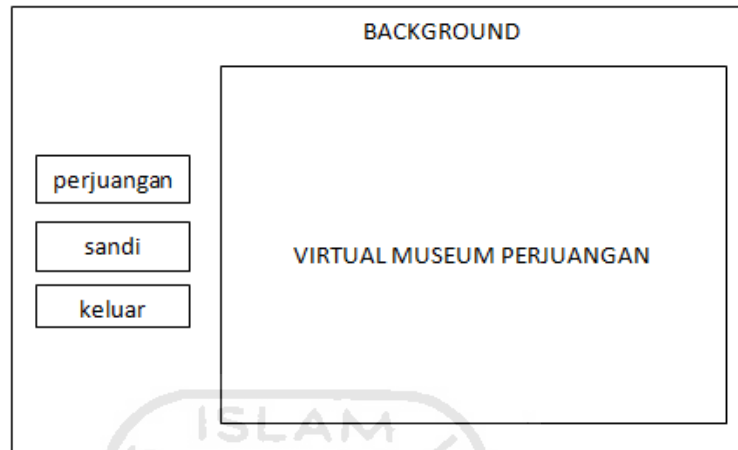 BACKGROUND
perjuangan
sandi
VIRTUAL MUSEUM PERJUANGAN
keluar
ISLAM